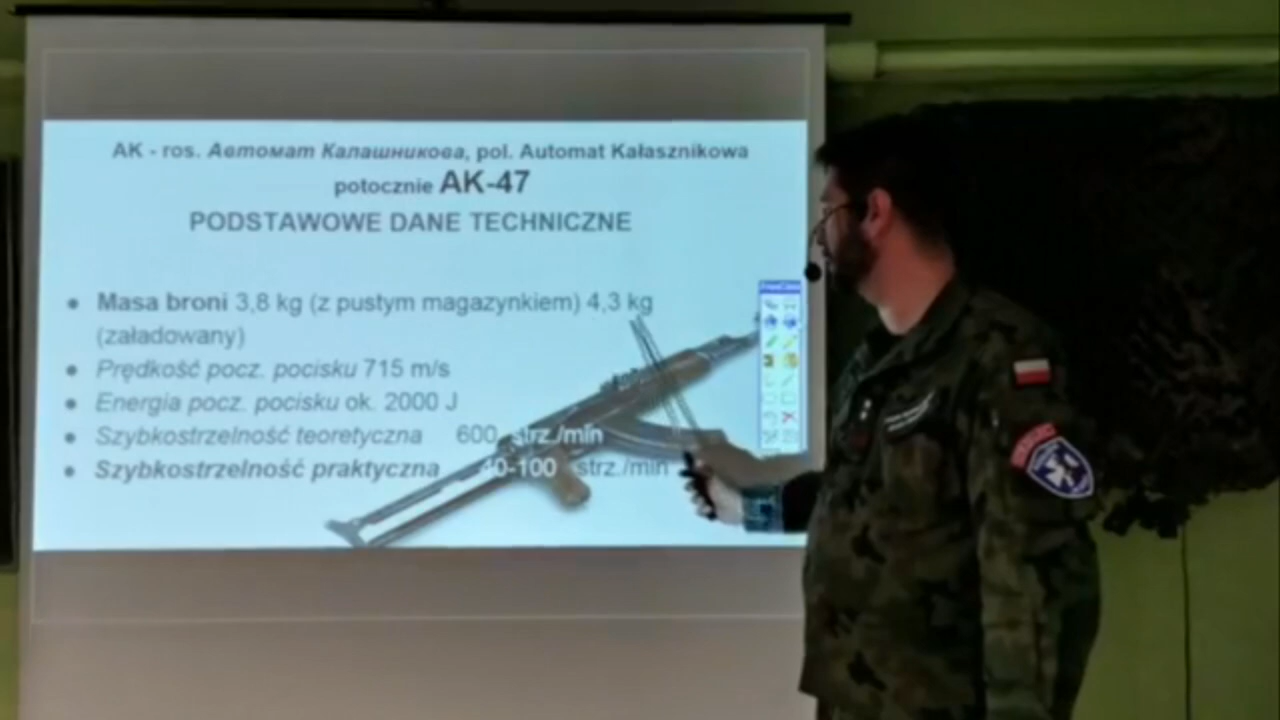 AK - ros. Автомат Калашникова, pol. Automat Kałasznikowa
potocznie AK-47
PODSTAWOWE DANE TECHNICZNE
● Masa broni 3,8 kg (z pustym magazynkiem) 4,3 kg
(załadowany)
● Prędkość pocz. pocisku 715 m/s
● Energia pocz. pocisku ok. 2000 J
● Szybkostrzelność teoretyczna 600 strz./min
● Szybkostrzelność praktyczna 40-100 strz./min